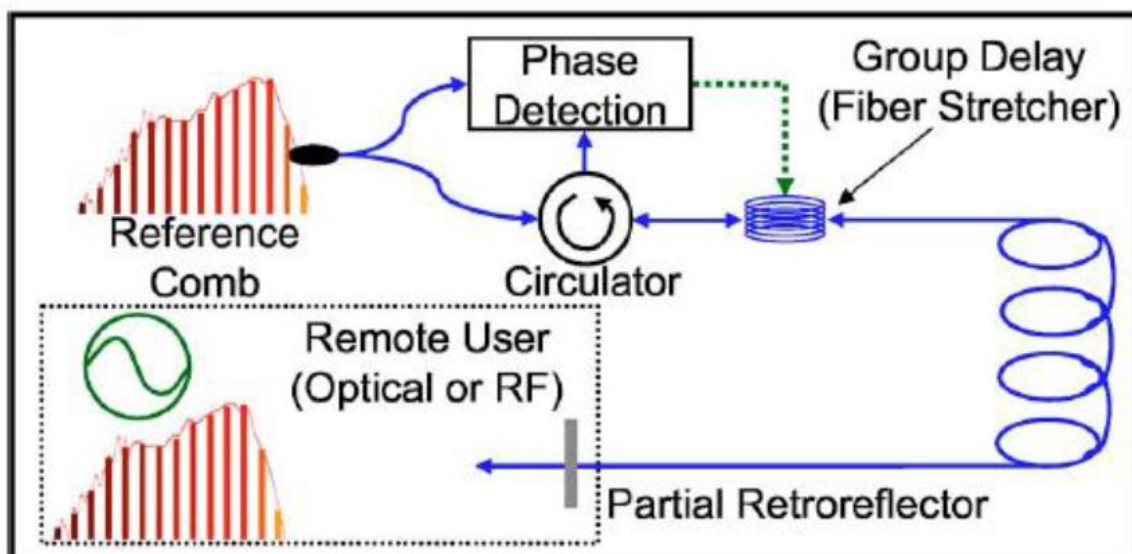 Phase
Detection
Group Delay
(Fiber Stretcher)
Reference
Comb
Circulator
Remote User
(Optical or RF)
Partial Retroreflector